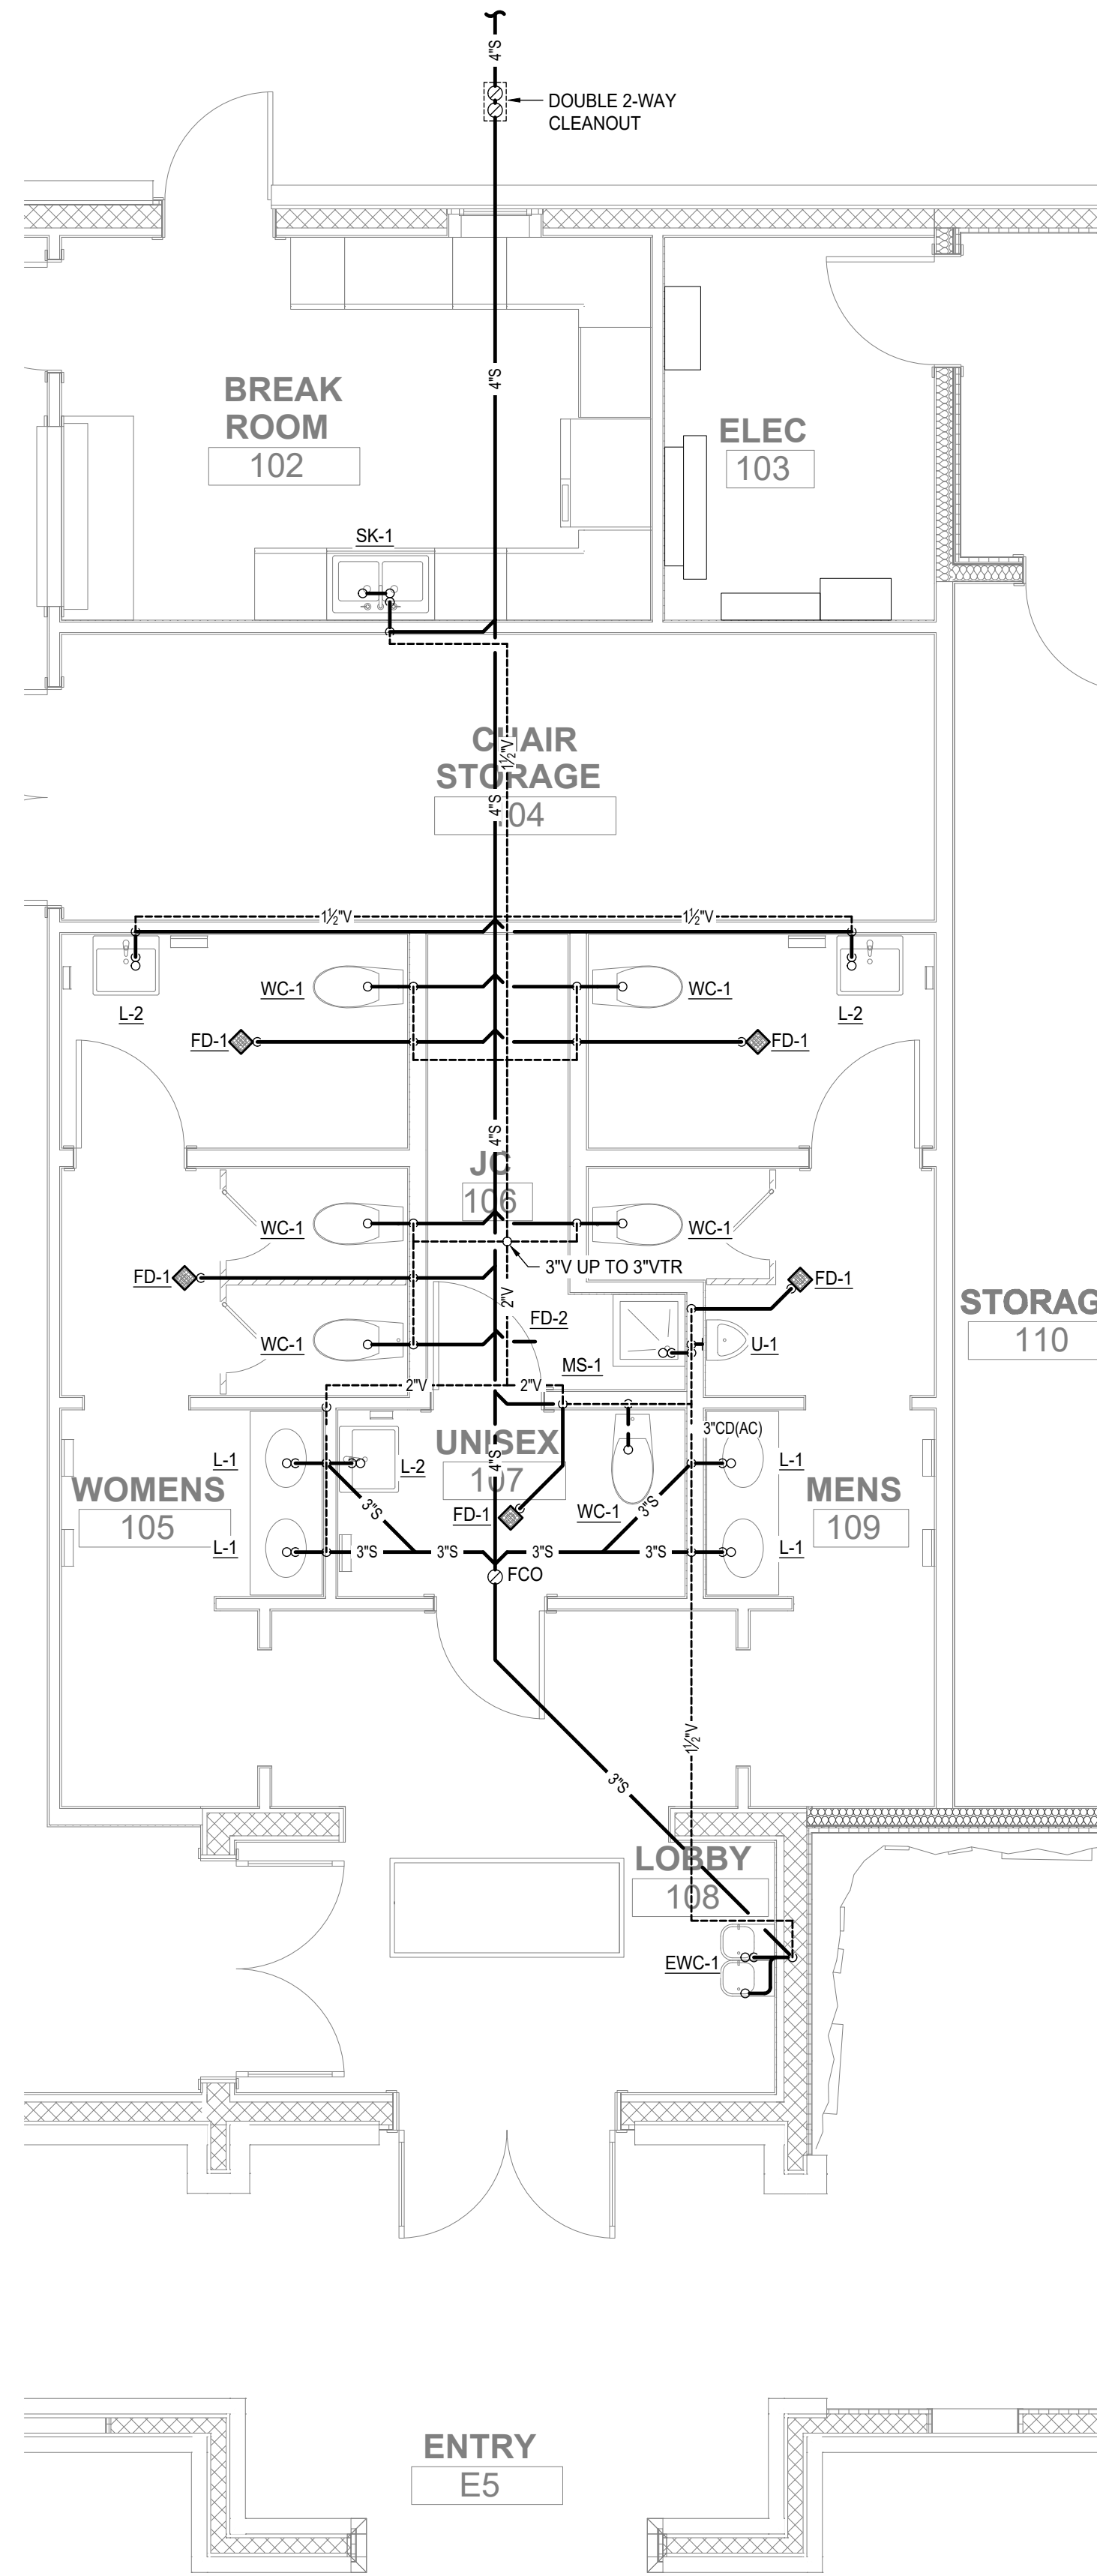 4"S
DOUBLE 2-WAY
CLEANOUT
4"S
BREAK
ROOM
102
ELEC
103
SK-1
CHAIR
STORAGE
104
1½"V
4"S
1½"V
1½"V
L-2
WC-1
WC-1
L-2
FD-1
FD-1
4"S
JC
106
WC-1
WC-1
3"V UP TO 3"VTR
FD-1
FD-1
2"V
FD-2
STORAG
110
WC-1
MS-1
U-1
2"V
2"V
3"CD(AC)
UNISEX
107
4"S
L-1
L-2
L-1
WOMENS
105
MENS
109
3"S
FD-1
WC-1
3"S
L-1
3"S
3"S
3"S
3"S
L-1
FCO
1½"V
3"S
LOBBY
108
EWC-1
ENTRY
E5